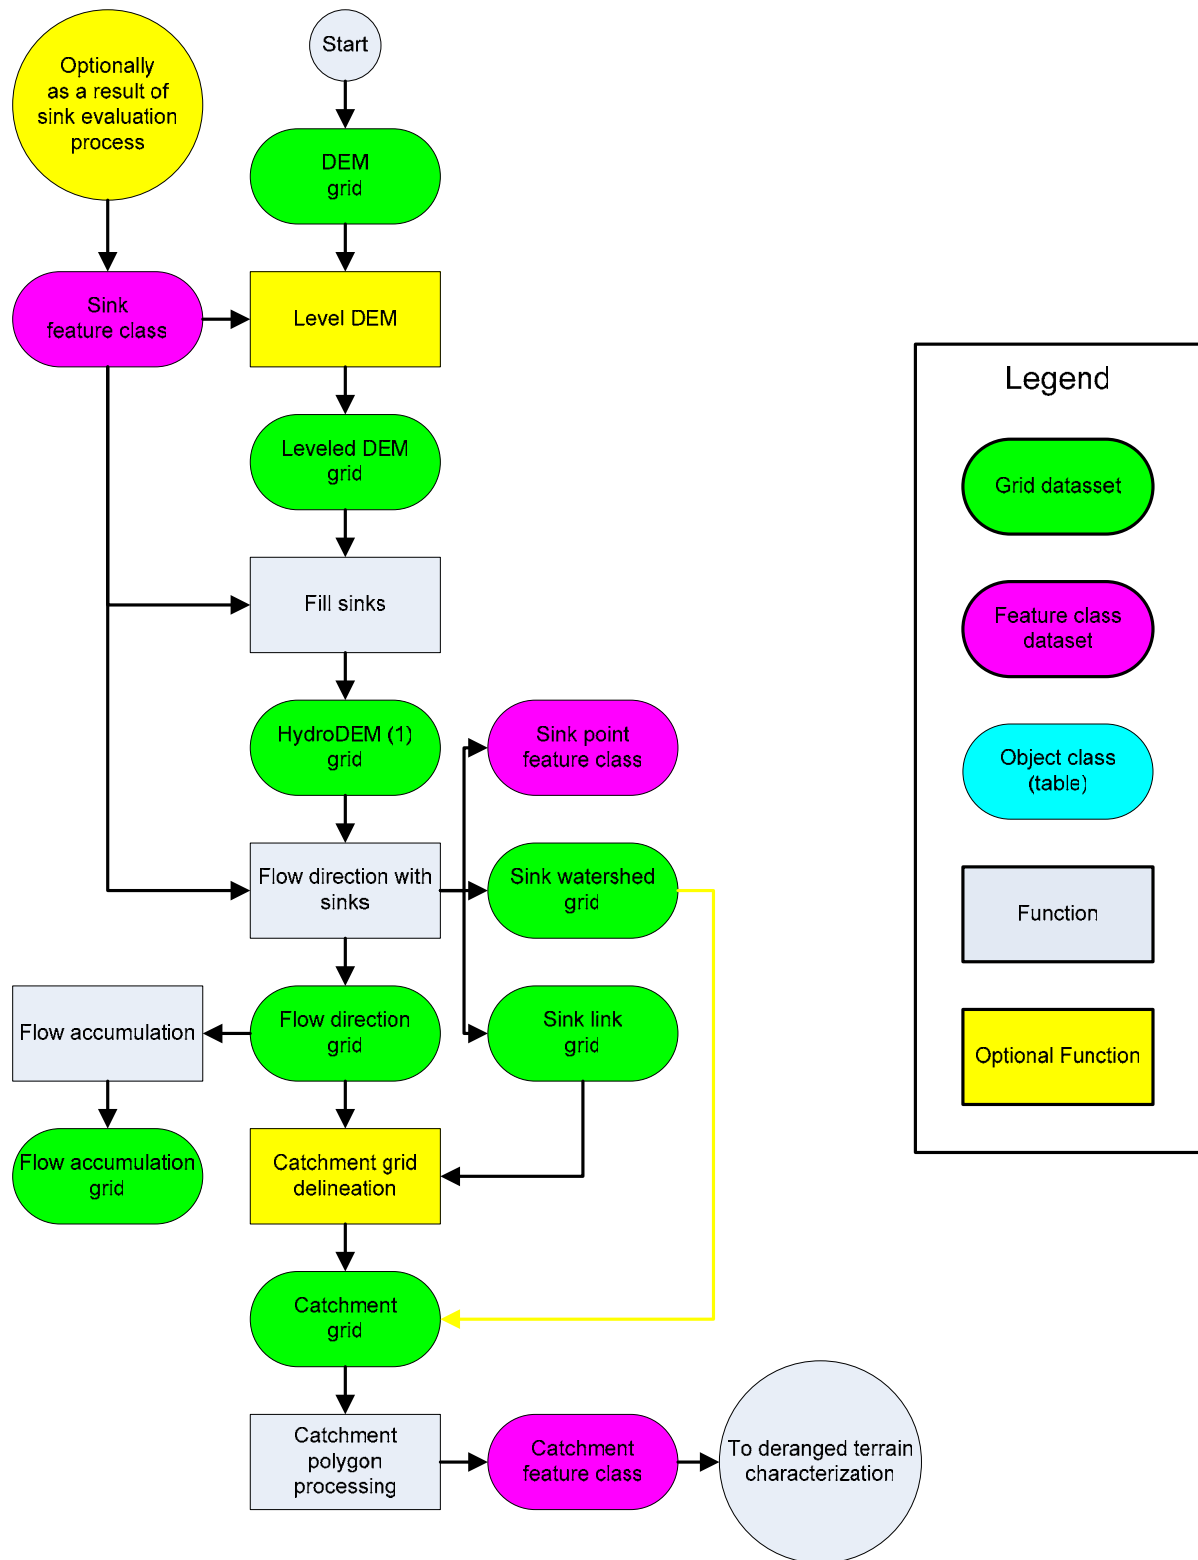 Start
Optionally
as a result of
sink evaluation
process
DEM
grid
Sink
feature class
Level DEM
Leveled DEM
grid
Fill sinks
HydroDEM (1)
grid
Sink point
feature class
Flow direction with
sinks
Sink watershed
grid
Flow accumulation
Flow direction
grid
Sink link
grid
Flow accumulation
grid
Catchment grid
delineation
Catchment
grid
Catchment
polygon
processing
Catchment
feature class
To deranged terrain
characterization
Legend
Grid datasset
Feature class
dataset
Object class
(table)
Function
Optional Function